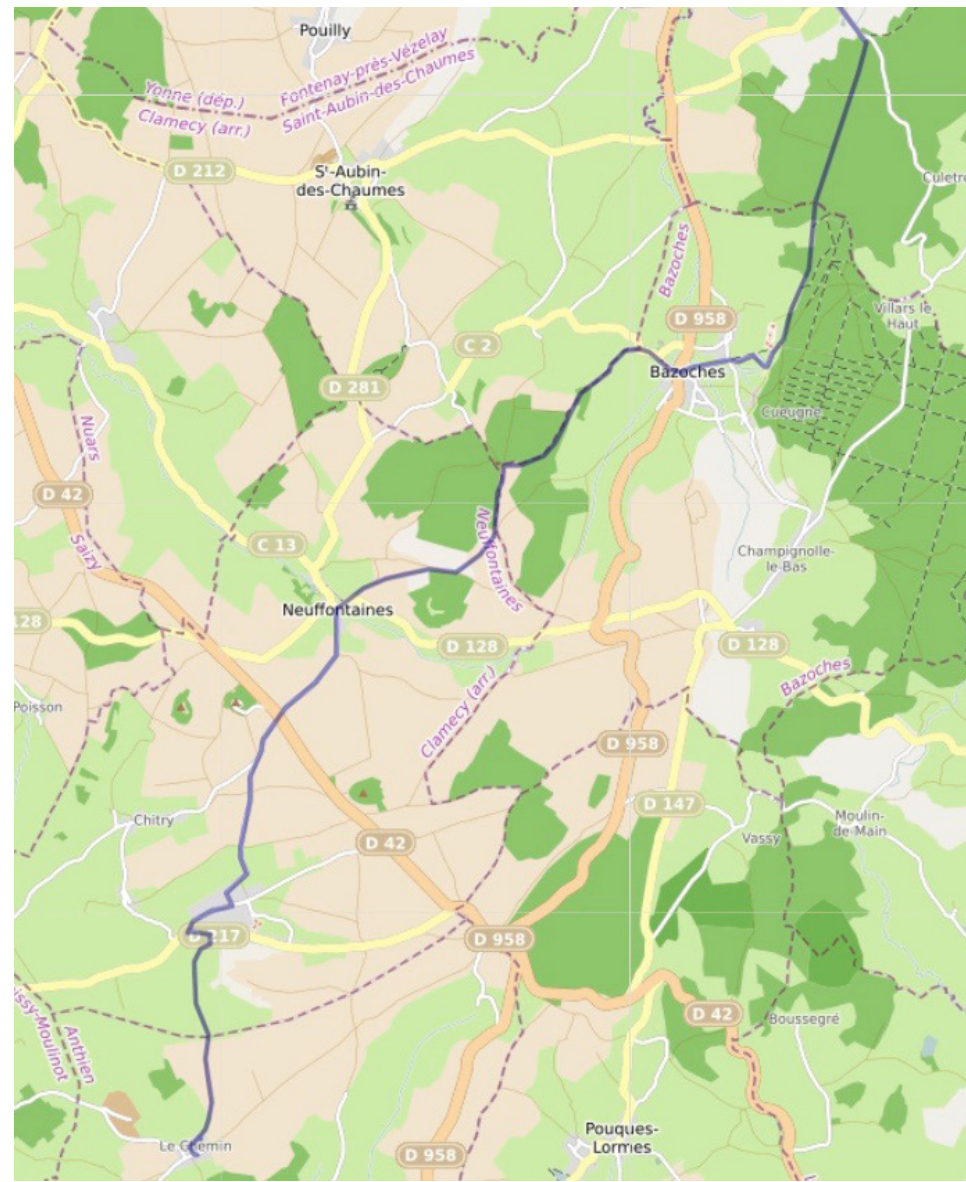 Pouilly
Yonne (dép.)
Clamecy (arr.)
Fontenay-près-Vézelay
Saint-Aubin-des-Chaumes
D 212
St-Aubin-
des-Chaumes
Bazoches
Villars le
Haut
D 958
C 2
Bazoches
D 281
Cueugne
Nuars
D 42
Saizy
C 13
Neuffontaines
Champignolle-
le-Bas
Neuffontaines
128
D 128
D 128
Bazoches
Clamecy (arr.)
Poisson
D 958
D 147
Chitry
Moulin-
de-Main
Vassy
D 42
D 217
D 958
issy-Moulinot
Anthien
D 42
Boussegré
Le Chemin
Pouques-
Lormes
D 958